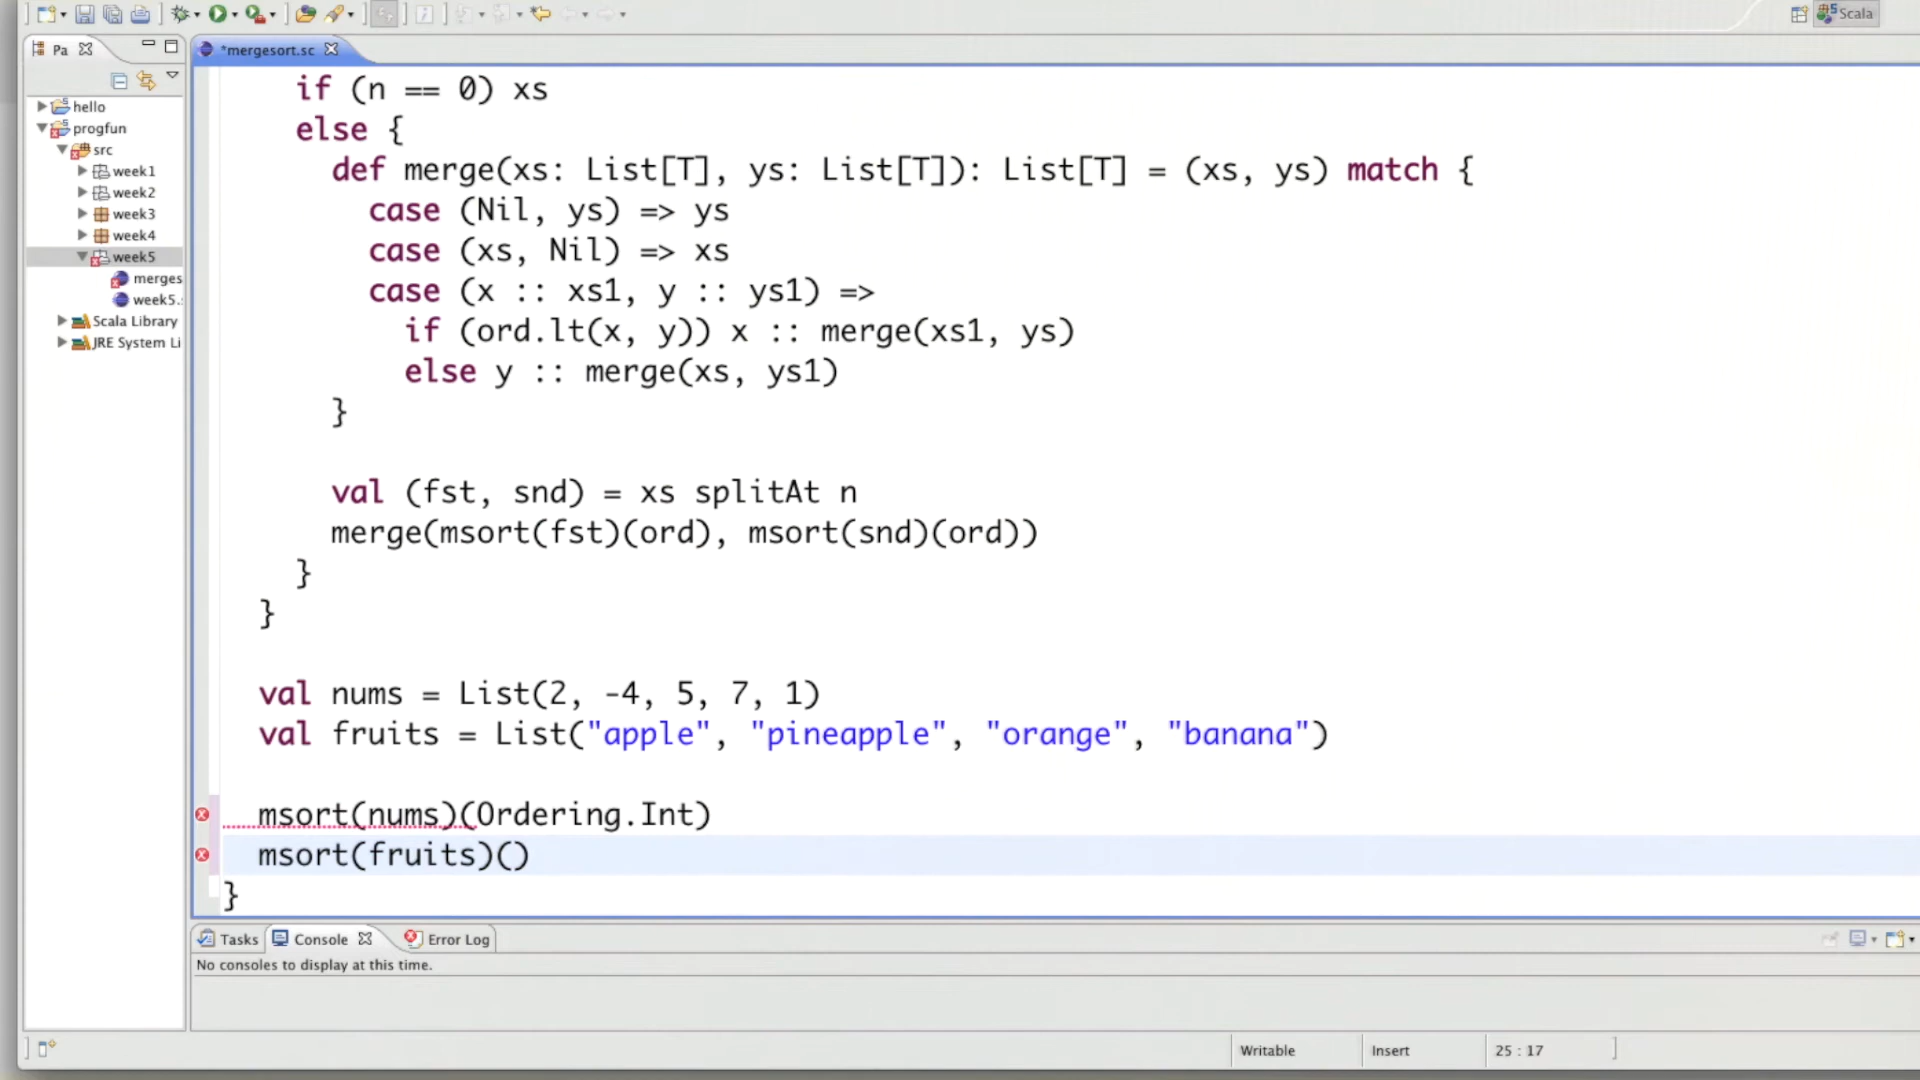 Scala
Pa
*mergesort.sc
hello
progfun
src
week1
week2
week3
week4
week5
merges
week5.
Scala Library
JRE System Li
if (n == 0) xs
else {
def merge(xs: List[T], ys: List[T]): List[T] = (xs, ys) match {
case (Nil, ys) => ys
case (xs, Nil) => xs
case (x :: xs1, y :: ys1) =>
if (ord.lt(x, y)) x :: merge(xs1, ys)
else y :: merge(xs, ys1)
}
val (fst, snd) = xs splitAt n
merge(msort(fst)(ord), msort(snd)(ord))
}
}
val nums = List(2, -4, 5, 7, 1)
val fruits = List("apple", "pineapple", "orange", "banana")
msort(nums)(Ordering.Int)
msort(fruits)()
}
Tasks Console Error Log
No consoles to display at this time.
Writable Insert 25 : 17